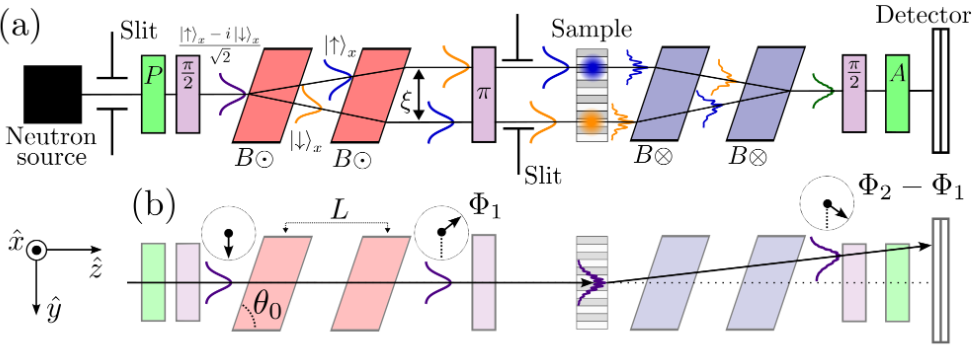 (a)
Slit
P
π/2
|↑⟩ₓ − i|↓⟩ₓ
√2
|↑⟩ₓ
|↓⟩ₓ
ξ
π
Sample
π/2
A
Detector
Neutron
source
B⊙
B⊙
Slit
B⊗
B⊗
(b)
L
Φ₁
Φ₂ − Φ₁
x̂
ẑ
ŷ
θ₀